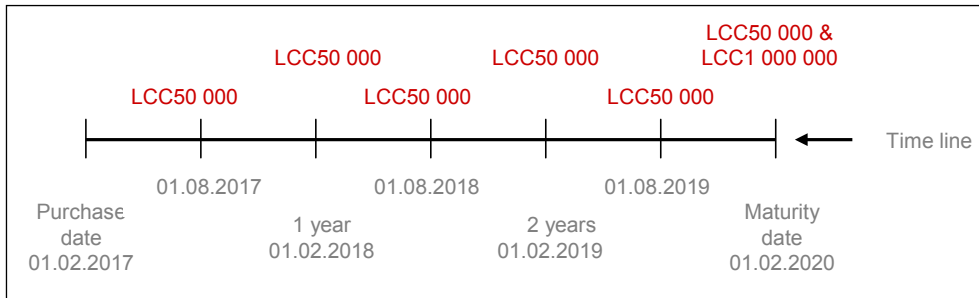 LCC50 000 &
LCC1 000 000
LCC50 000
LCC50 000
LCC50 000
LCC50 000
LCC50 000
Time line
01.08.2017
01.08.2018
01.08.2019
Purchase
date
01.02.2017
1 year
01.02.2018
2 years
01.02.2019
Maturity
date
01.02.2020